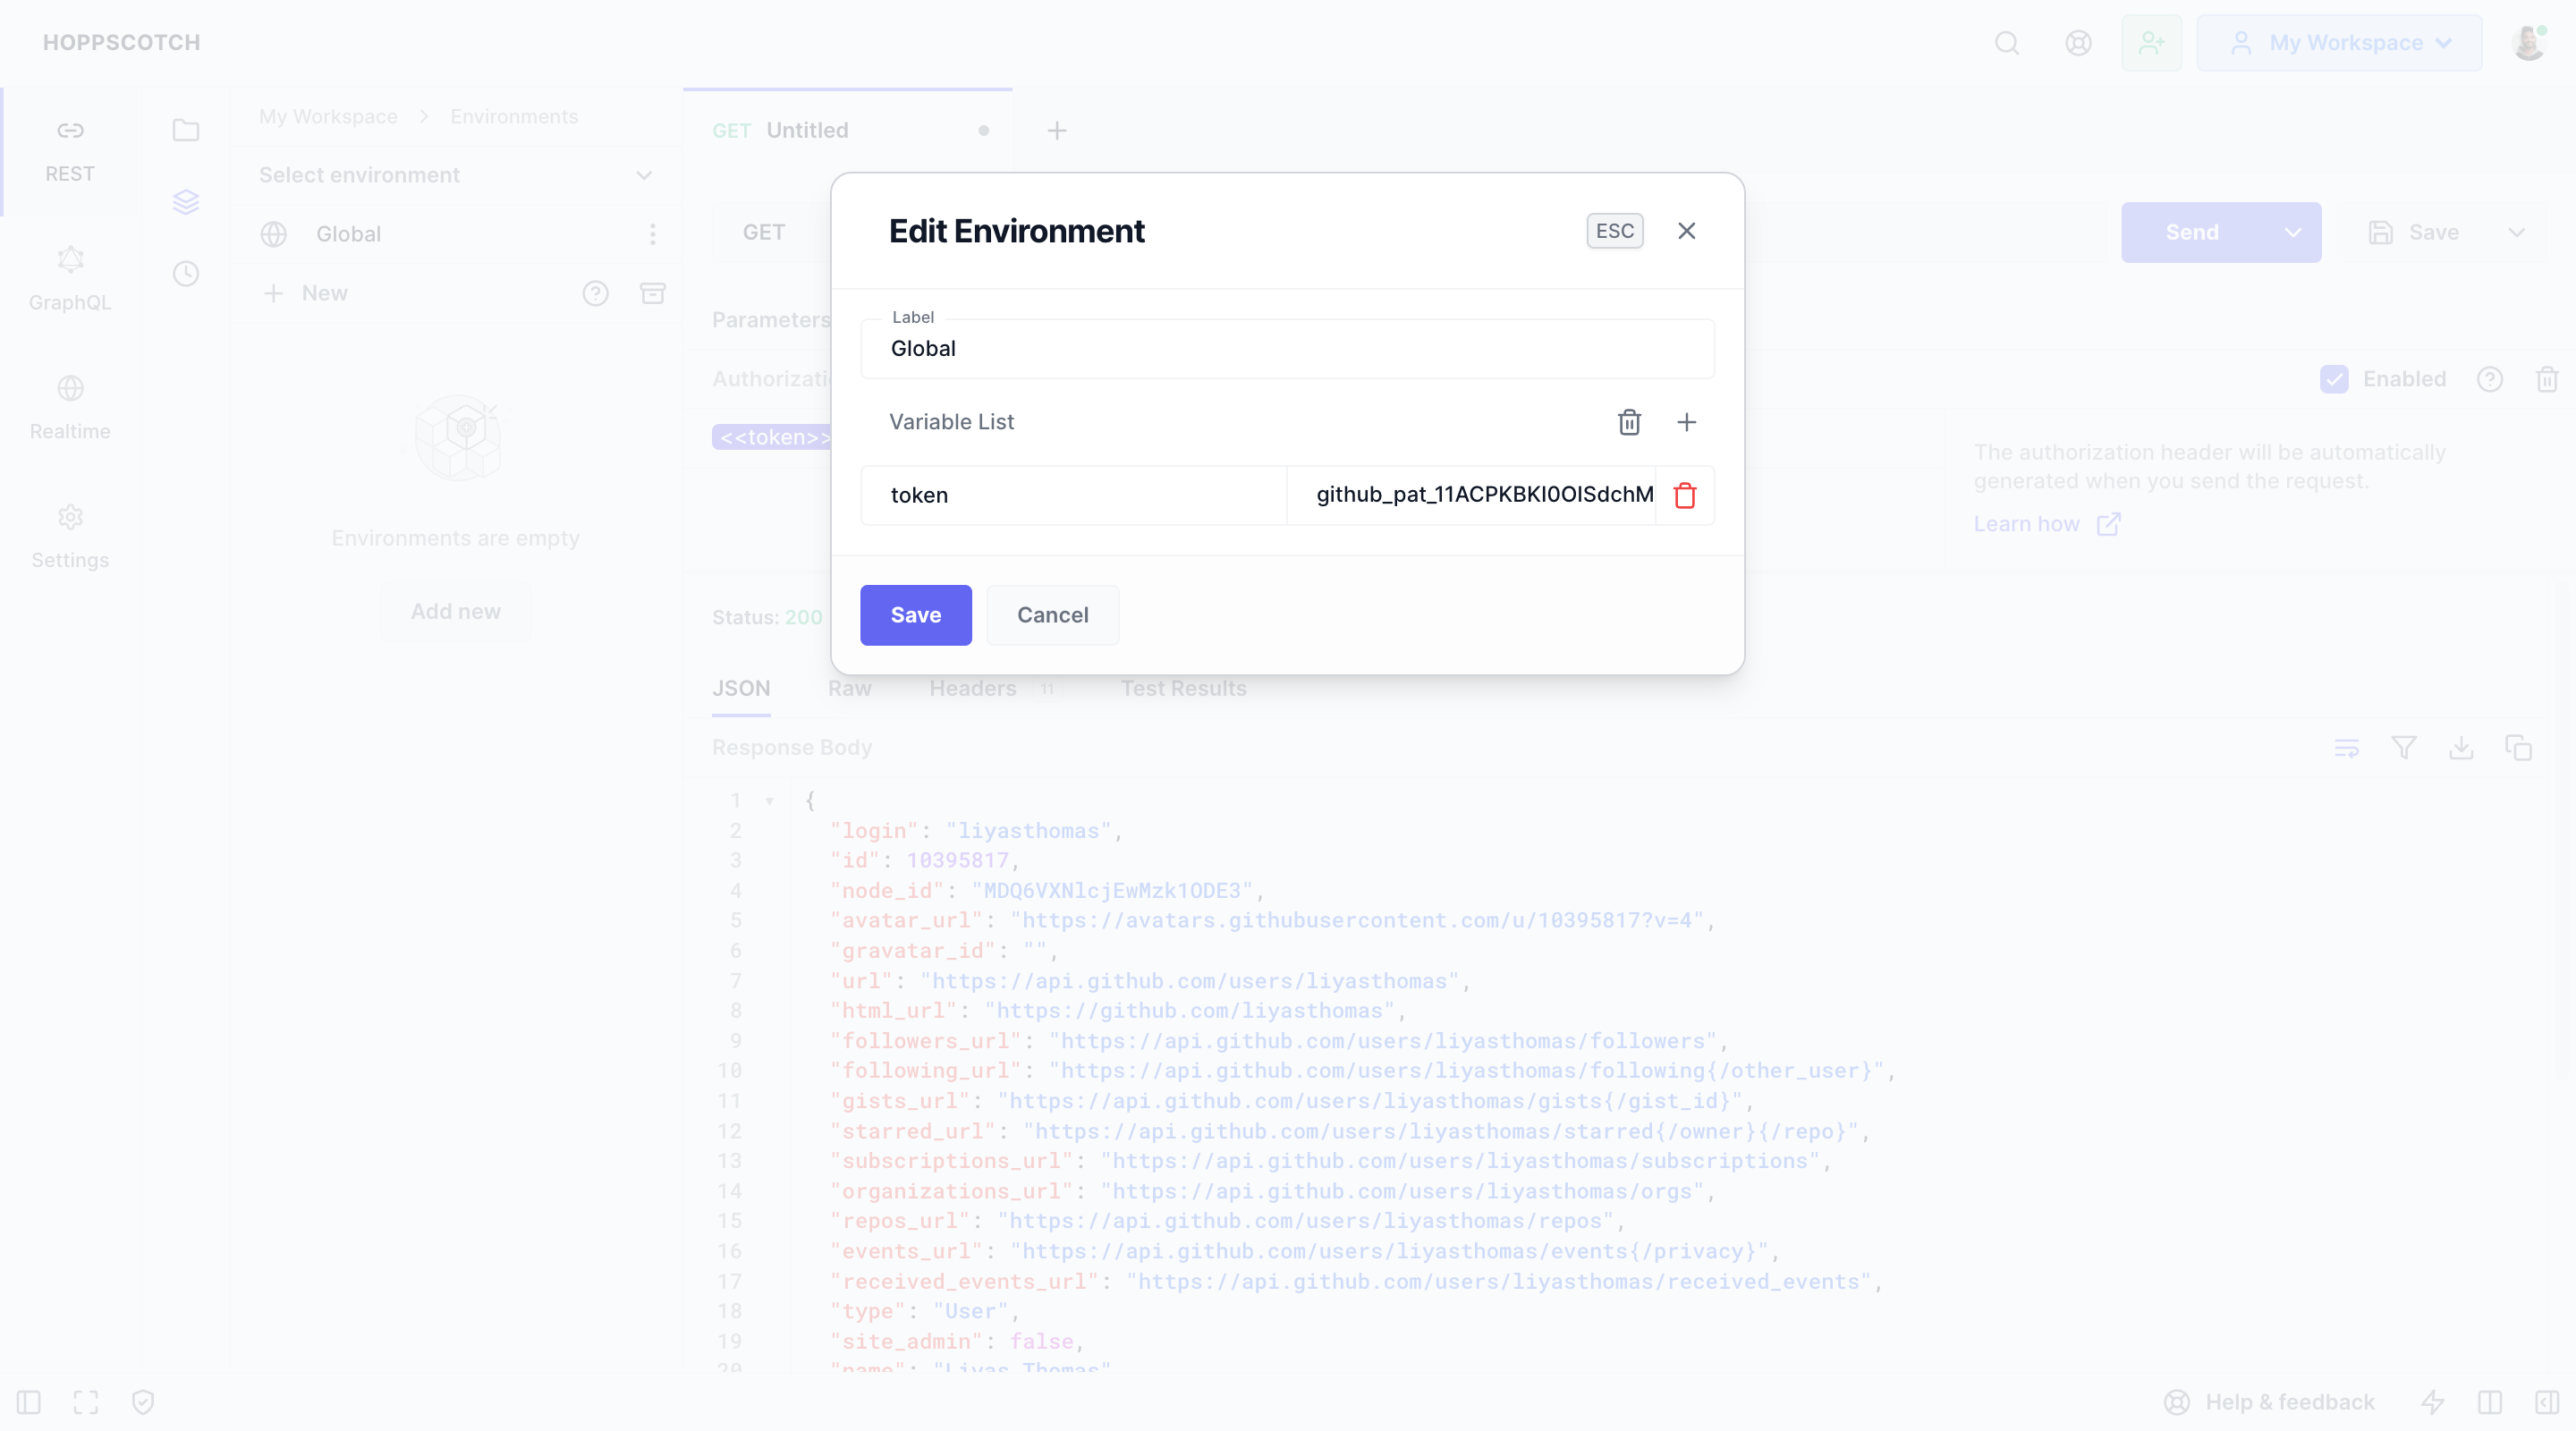 HOPPSCOTCH
My Workspace
REST
GraphQL
Realtime
Settings
My Workspace > Environments
Select environment
Global
New
Environments are empty
Add new
GET Untitled
GET
Send
Save
Parameters
Enabled
<<token>>
The authorization header will be automatically
generated when you send the request.
Learn how
Edit Environment
ESC
Label
Global
Variable List
token
github_pat_11ACPKBKI0OISdchM
Save
Cancel
Status: 200
JSON Raw Headers 11 Test Results
Response Body
1 {
2 "login": "liyasthomas",
3 "id": 10395817,
4 "node_id": "MDQ6VXNlcjEwMzk1ODE3",
5 "avatar_url": "https://avatars.githubusercontent.com/u/10395817?v=4",
6 "gravatar_id": "",
7 "url": "https://api.github.com/users/liyasthomas",
8 "html_url": "https://github.com/liyasthomas",
9 "followers_url": "https://api.github.com/users/liyasthomas/followers",
10 "following_url": "https://api.github.com/users/liyasthomas/following{/other_user}",
11 "gists_url": "https://api.github.com/users/liyasthomas/gists{/gist_id}",
12 "starred_url": "https://api.github.com/users/liyasthomas/starred{/owner}{/repo}",
13 "subscriptions_url": "https://api.github.com/users/liyasthomas/subscriptions",
14 "organizations_url": "https://api.github.com/users/liyasthomas/orgs",
15 "repos_url": "https://api.github.com/users/liyasthomas/repos",
16 "events_url": "https://api.github.com/users/liyasthomas/events{/privacy}",
17 "received_events_url": "https://api.github.com/users/liyasthomas/received_events",
18 "type": "User",
19 "site_admin": false,
20 "name": "Liyas Thomas"
Help & feedback